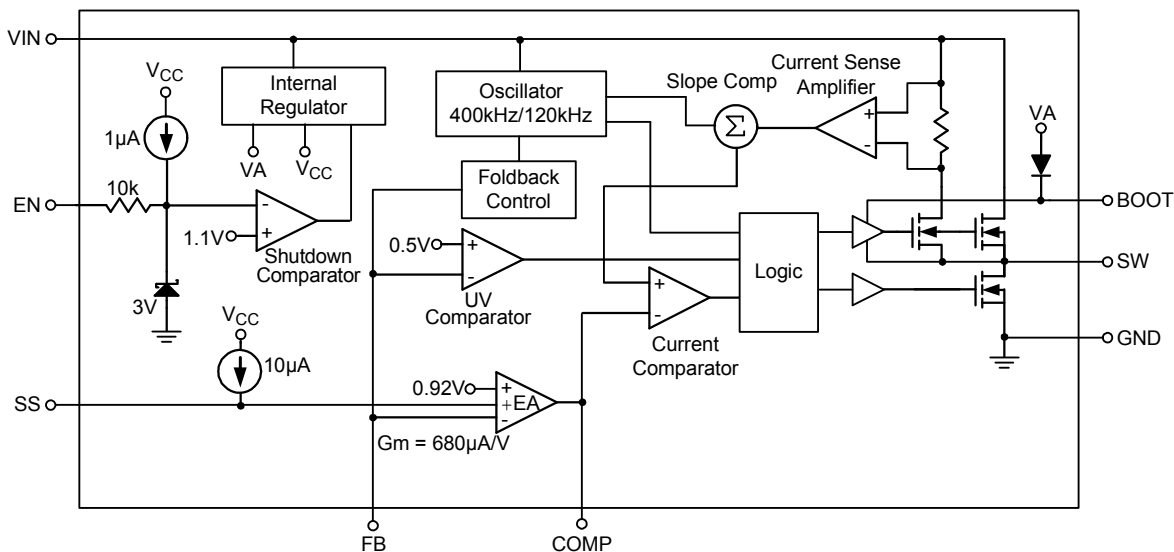 VIN
VCC
1µA
Internal
Regulator
VA
VCC
Oscillator
400kHz/120kHz
Foldback
Control
Slope Comp
Σ
Current Sense
Amplifier
+
-
VA
BOOT
EN
10k
-
+
1.1V
Shutdown
Comparator
3V
0.5V
+
-
UV
Comparator
+
-
Current
Comparator
Logic
SW
GND
VCC
10µA
SS
0.92V
+
+EA
-
Gm = 680µA/V
FB
COMP